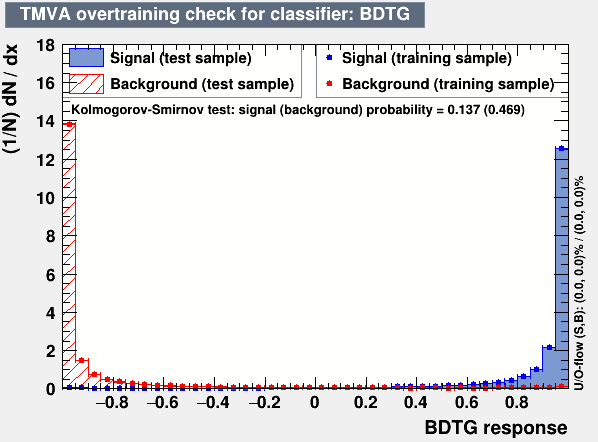 TMVA overtraining check for classifier: BDTG
(1/N) dN / dx
18
16
14
12
10
8
6
4
2
0
Signal (test sample)
Background (test sample)
Signal (training sample)
Background (training sample)
Kolmogorov-Smirnov test: signal (background) probability = 0.137 (0.469)
U/O-flow (S,B): (0.0, 0.0)% / (0.0, 0.0)%
−0.8 −0.6 −0.4 −0.2 0 0.2 0.4 0.6 0.8
BDTG response